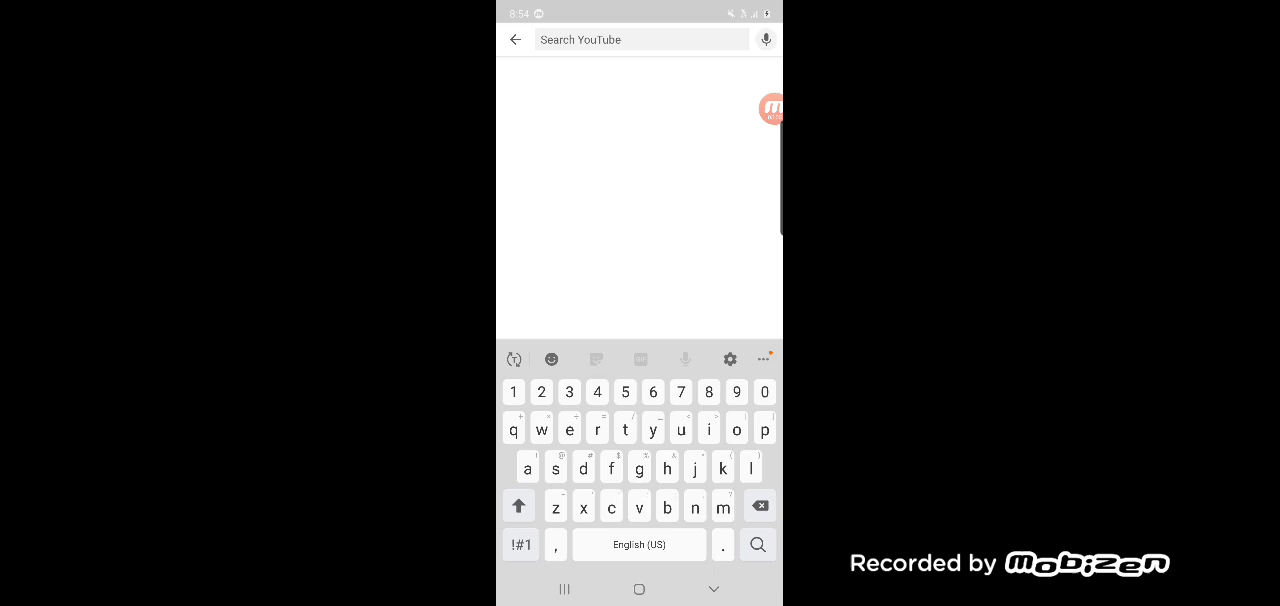 8:54
Search YouTube
1 2 3 4 5 6 7 8 9 0
q w e r t y u i o p
a s d f g h j k l
z x c v b n m
!#1 , English (US) .
Recorded by mobizen